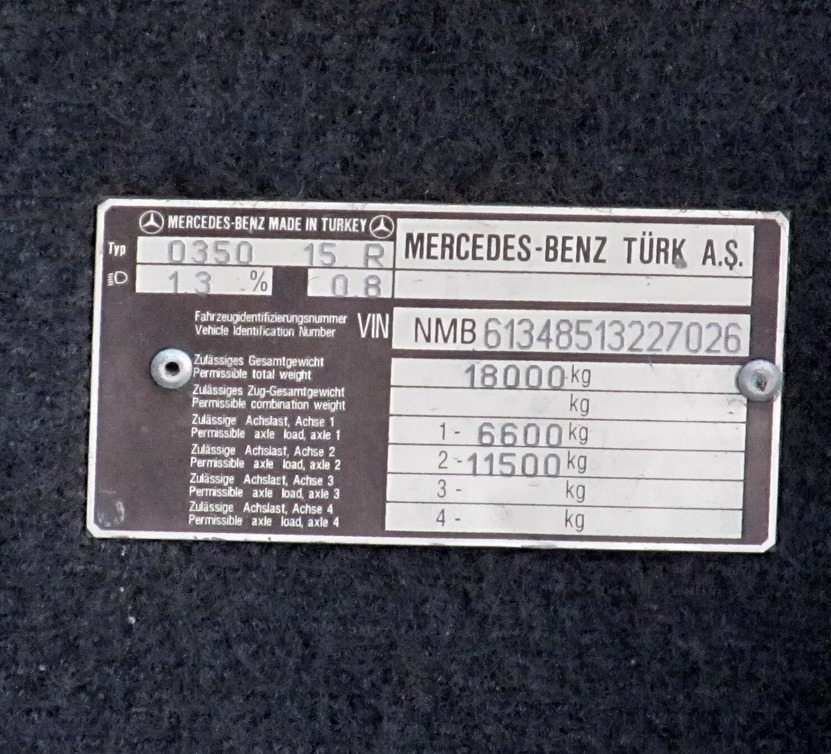 MERCEDES-BENZ MADE IN TURKEY
MERCEDES-BENZ TÜRK A.Ş.
Typ 0350 15 R
1.3 % 0.8
Fahrzeugidentifizierungsnummer
Vehicle Identification Number
VIN NMB61348513227026
Zulässiges Gesamtgewicht
Permissible total weight
18000 kg
Zulässiges Zug-Gesamtgewicht
Permissible combination weight
kg
Zulässige Achslast, Achse 1
Permissible axle load, axle 1
1- 6600 kg
Zulässige Achslast, Achse 2
Permissible axle load, axle 2
2-11500 kg
Zulässige Achslast, Achse 3
Permissible axle load, axle 3
3- kg
Zulässige Achslast, Achse 4
Permissible axle load, axle 4
4- kg